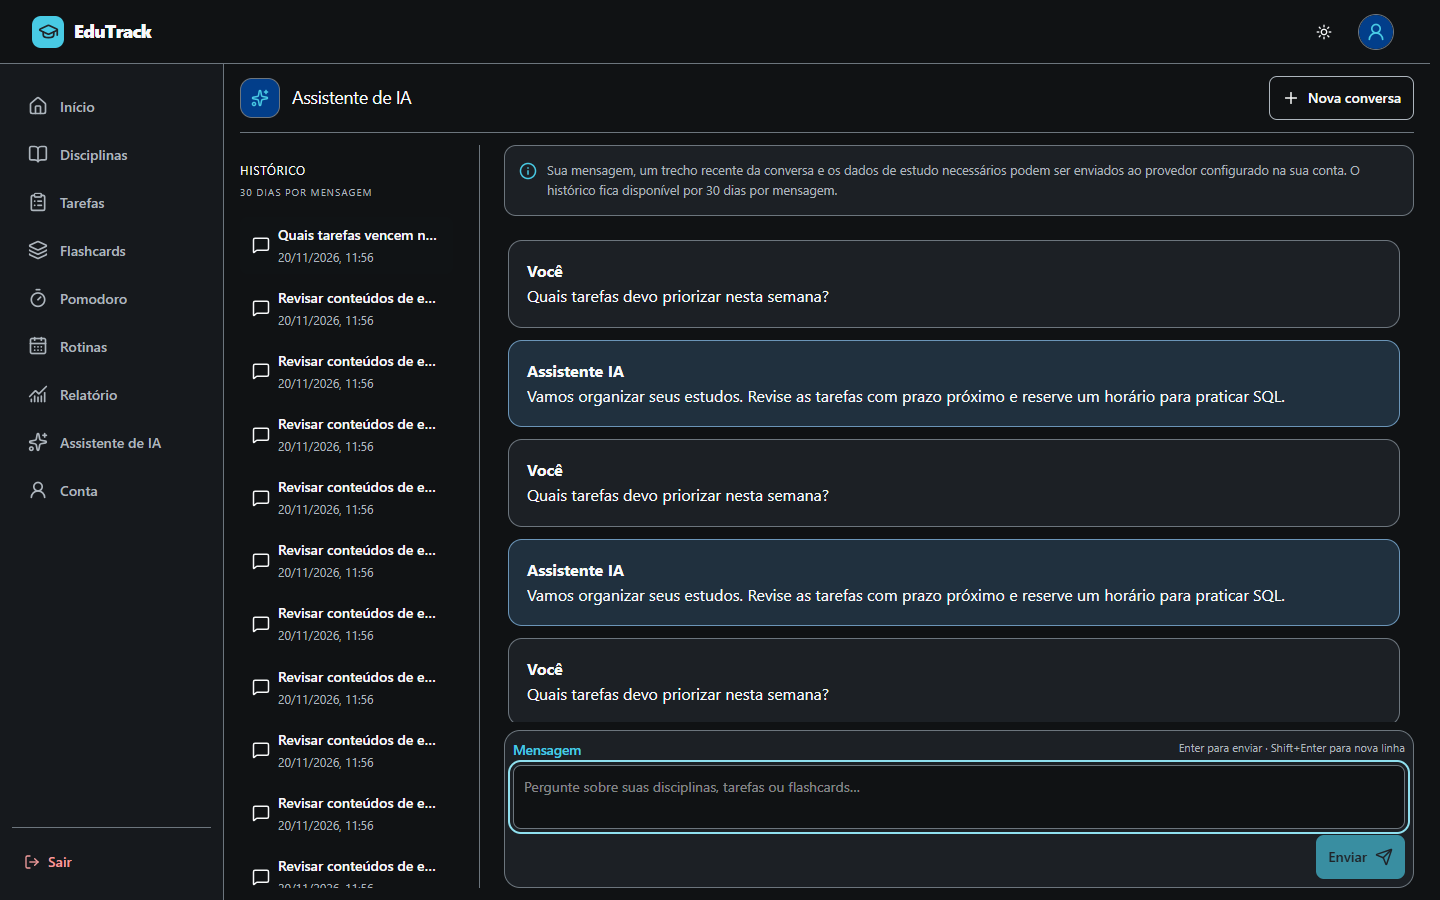 EduTrack
Início
Disciplinas
Tarefas
Flashcards
Pomodoro
Rotinas
Relatório
Assistente de IA
Conta
Sair
Assistente de IA
Nova conversa
HISTÓRICO
30 DIAS POR MENSAGEM
Quais tarefas vencem n...
20/11/2026, 11:56
Revisar conteúdos de e...
20/11/2026, 11:56
Revisar conteúdos de e...
20/11/2026, 11:56
Revisar conteúdos de e...
20/11/2026, 11:56
Revisar conteúdos de e...
20/11/2026, 11:56
Revisar conteúdos de e...
20/11/2026, 11:56
Revisar conteúdos de e...
20/11/2026, 11:56
Revisar conteúdos de e...
20/11/2026, 11:56
Revisar conteúdos de e...
20/11/2026, 11:56
Revisar conteúdos de e...
20/11/2026, 11:56
Revisar conteúdos de e...
20/11/2026, 11:56
Sua mensagem, um trecho recente da conversa e os dados de estudo necessários podem ser enviados ao provedor configurado na sua conta. O
histórico fica disponível por 30 dias por mensagem.
Você
Quais tarefas devo priorizar nesta semana?
Assistente IA
Vamos organizar seus estudos. Revise as tarefas com prazo próximo e reserve um horário para praticar SQL.
Você
Quais tarefas devo priorizar nesta semana?
Assistente IA
Vamos organizar seus estudos. Revise as tarefas com prazo próximo e reserve um horário para praticar SQL.
Você
Quais tarefas devo priorizar nesta semana?
Mensagem
Enter para enviar · Shift+Enter para nova linha
Pergunte sobre suas disciplinas, tarefas ou flashcards...
Enviar